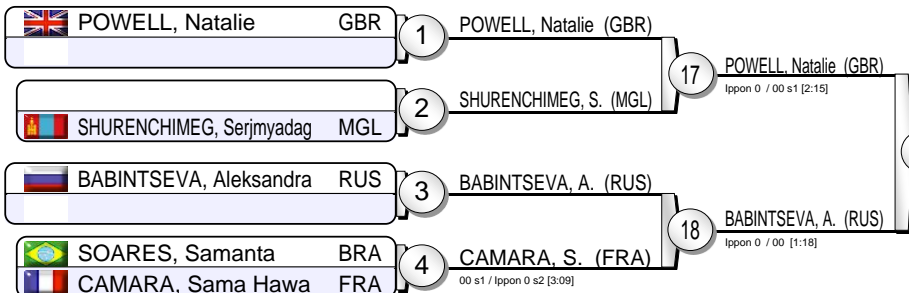 POWELL, Natalie GBR
1
POWELL, Natalie (GBR)
17
POWELL, Natalie (GBR)
Ippon 0 / 00 s1 [2:15]
2
SHURENCHIMEG, S. (MGL)
SHURENCHIMEG, Serjmyadag MGL
BABINTSEVA, Aleksandra RUS
3
BABINTSEVA, A. (RUS)
18
BABINTSEVA, A. (RUS)
Ippon 0 / 00 [1:18]
SOARES, Samanta BRA
4
CAMARA, S. (FRA)
00 s1 / Ippon 0 s2 [3:09]
CAMARA, Sama Hawa FRA